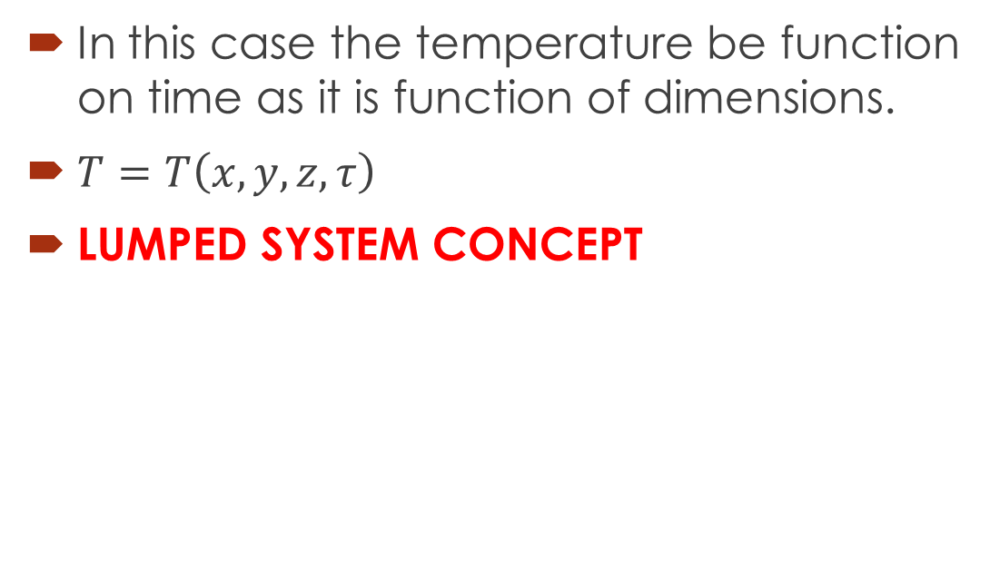 In this case the temperature be function
on time as it is function of dimensions.
𝑇 = 𝑇(𝑥, 𝑦, 𝑧, 𝜏)
LUMPED SYSTEM CONCEPT